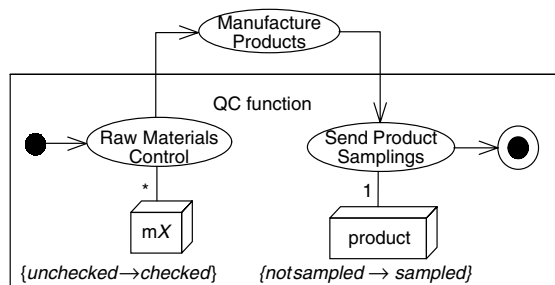 Manufacture
Products
QC function
Raw Materials
Control
Send Product
Samplings
*
1
mX
product
{unchecked→checked}
{notsampled → sampled}